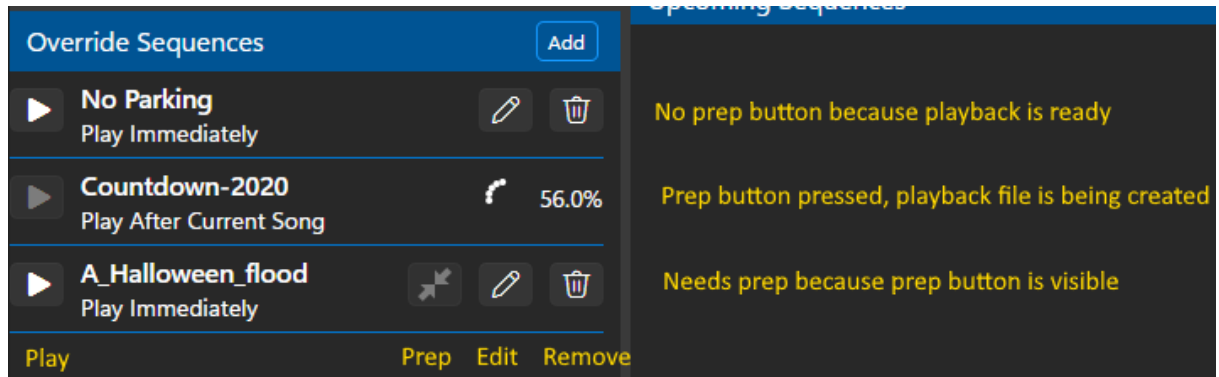 Upcoming Sequences
Override Sequences
Add
No Parking
Play Immediately
No prep button because playback is ready
Countdown-2020
Play After Current Song
56.0%
Prep button pressed, playback file is being created
A_Halloween_flood
Play Immediately
Needs prep because prep button is visible
Play Prep Edit Remove